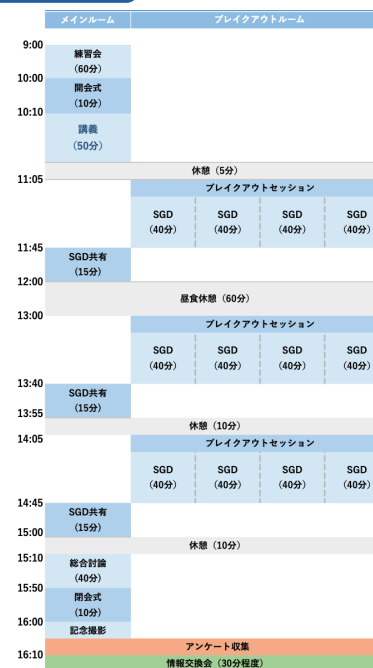 メインルーム ブレイクアウトルーム
9:00
練習会
（60分）
10:00
開会式
（10分）
10:10
講義
（50分）
休憩（5分）
11:05
ブレイクアウトセッション
SGD SGD SGD SGD
（40分） （40分） （40分） （40分）
11:45
SGD共有
（15分）
12:00
昼食休憩（60分）
13:00
ブレイクアウトセッション
SGD SGD SGD SGD
（40分） （40分） （40分） （40分）
13:40
SGD共有
（15分）
13:55
休憩（10分）
14:05
ブレイクアウトセッション
SGD SGD SGD SGD
（40分） （40分） （40分） （40分）
14:45
SGD共有
（15分）
15:00
休憩（10分）
15:10
総合討論
（40分）
15:50
閉会式
（10分）
16:00
記念撮影
アンケート収集
16:10
情報交換会（30分程度）